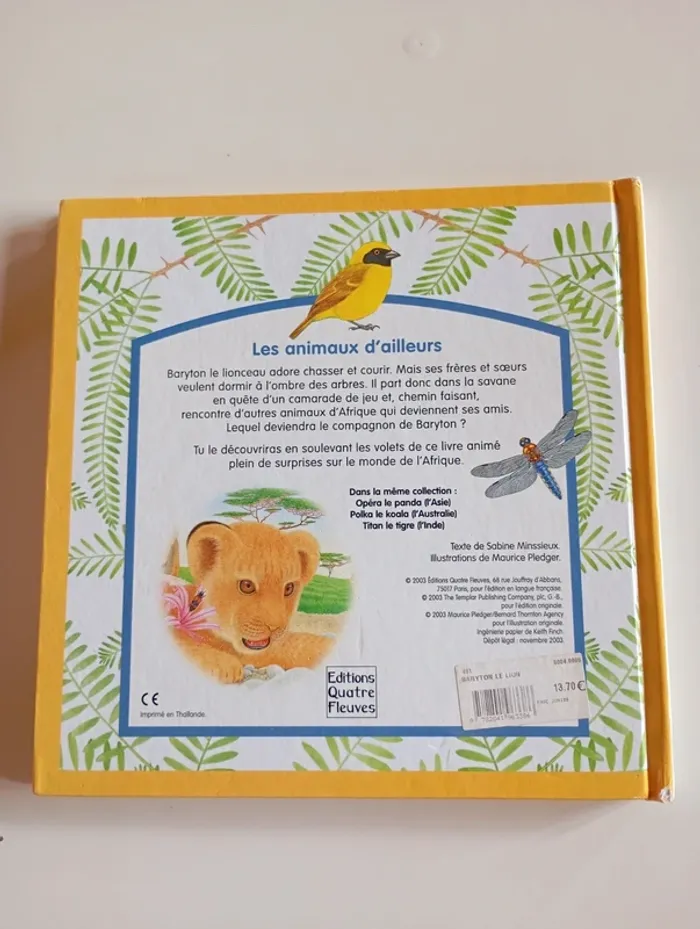 Les animaux d'ailleurs
Baryton le lionceau adore chasser et courir. Mais ses frères et sœurs
veulent dormir à l'ombre des arbres. Il part donc dans la savane
en quête d'un camarade de jeu et, chemin faisant,
rencontre d'autres animaux d'Afrique qui deviennent ses amis.
Lequel deviendra le compagnon de Baryton ?
Tu le découvriras en soulevant les volets de ce livre animé
plein de surprises sur le monde de l'Afrique.
Dans la même collection :
Opéra le panda (l'Asie)
Polka le koala (l'Australie)
Titan le tigre (l'Inde)
Texte de Sabine Minssieux.
Illustrations de Maurice Pledger.
© 2003 Éditions Quatre Fleuves, 68 rue Jouffroy d'Abbans,
75017 Paris, pour l'édition en langue française.
© 2003 The Templar Publishing Company, plc, G.-B.,
pour l'édition originale.
© 2003 Maurice Pledger/Bernard Thornton Agency
pour l'illustration originale.
Ingénierie papier de Keith Finch.
Dépôt légal : novembre 2003.
Editions
Quatre
Fleuves
CE
Imprimé en Thaïlande.
BARYTON LE LION
13.70€